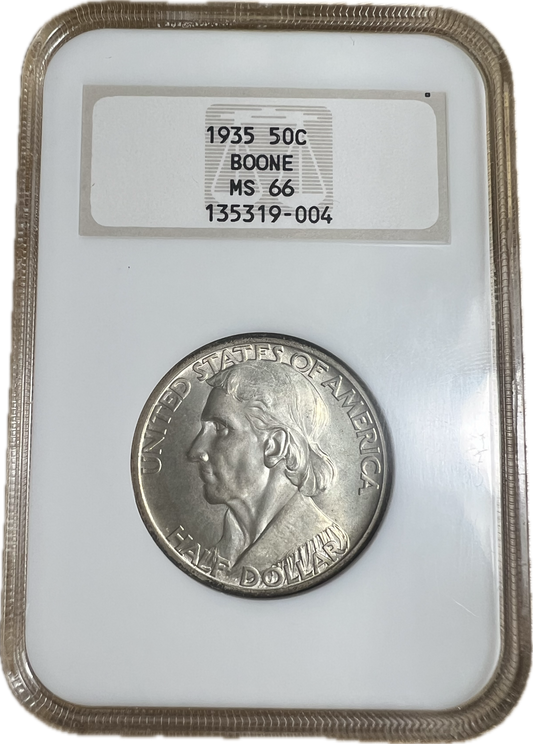 1935 50C
BOONE
MS 66
135319-004
UNITED STATES OF AMERICA
HALF DOLLAR